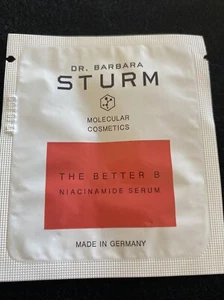 DR. BARBARA
STURM
MOLECULAR
COSMETICS
THE BETTER B
NIACINAMIDE SERUM
MADE IN GERMANY